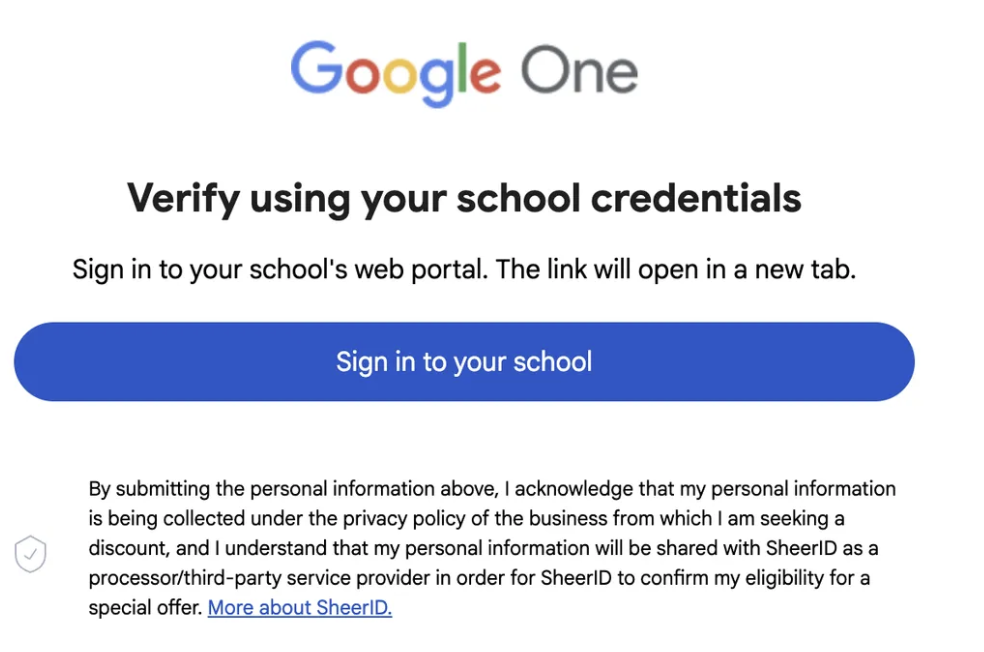 Google One
Verify using your school credentials
Sign in to your school's web portal. The link will open in a new tab.
Sign in to your school
By submitting the personal information above, I acknowledge that my personal information
is being collected under the privacy policy of the business from which I am seeking a
discount, and I understand that my personal information will be shared with SheerID as a
processor/third-party service provider in order for SheerID to confirm my eligibility for a
special offer. More about SheerID.